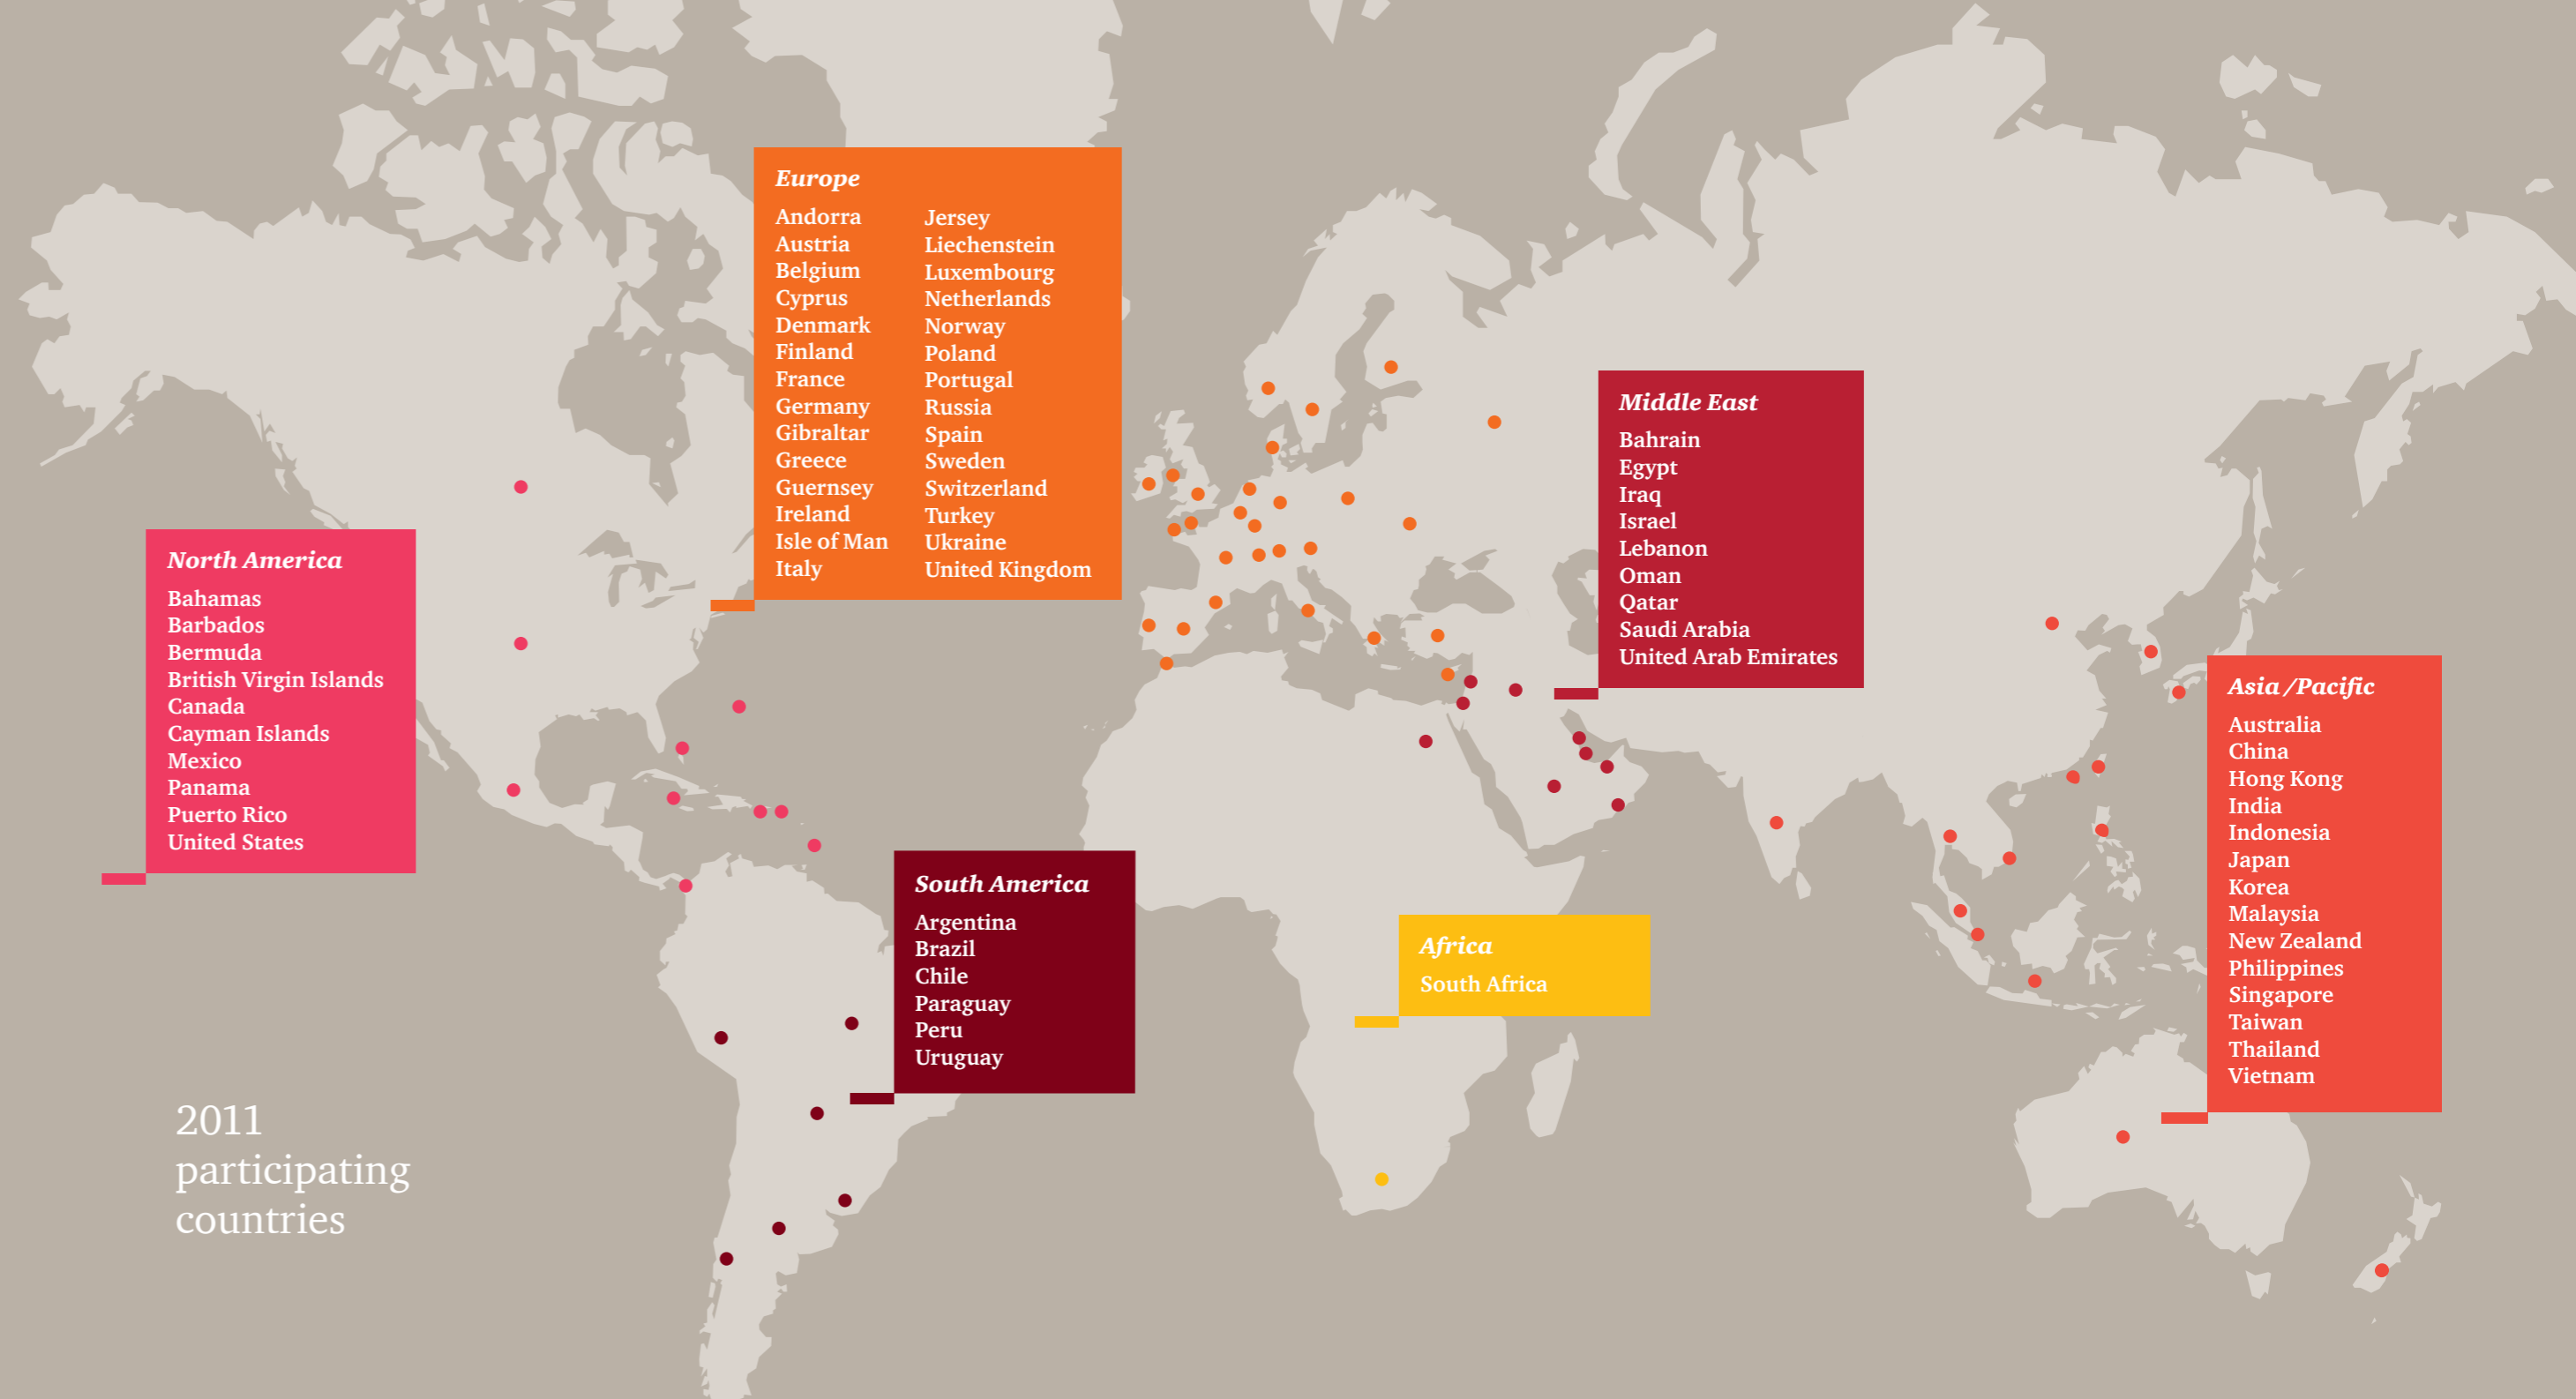 Europe
Andorra
Austria
Belgium
Cyprus
Denmark
Finland
France
Germany
Gibraltar
Greece
Guernsey
Ireland
Isle of Man
Italy
Jersey
Liechenstein
Luxembourg
Netherlands
Norway
Poland
Portugal
Russia
Spain
Sweden
Switzerland
Turkey
Ukraine
United Kingdom
Middle East
Bahrain
Egypt
Iraq
Israel
Lebanon
Oman
Qatar
Saudi Arabia
United Arab Emirates
North America
Bahamas
Barbados
Bermuda
British Virgin Islands
Canada
Cayman Islands
Mexico
Panama
Puerto Rico
United States
Asia /Pacific
Australia
China
Hong Kong
India
Indonesia
Japan
Korea
Malaysia
New Zealand
Philippines
Singapore
Taiwan
Thailand
Vietnam
South America
Argentina
Brazil
Chile
Paraguay
Peru
Uruguay
Africa
South Africa
2011
participating
countries